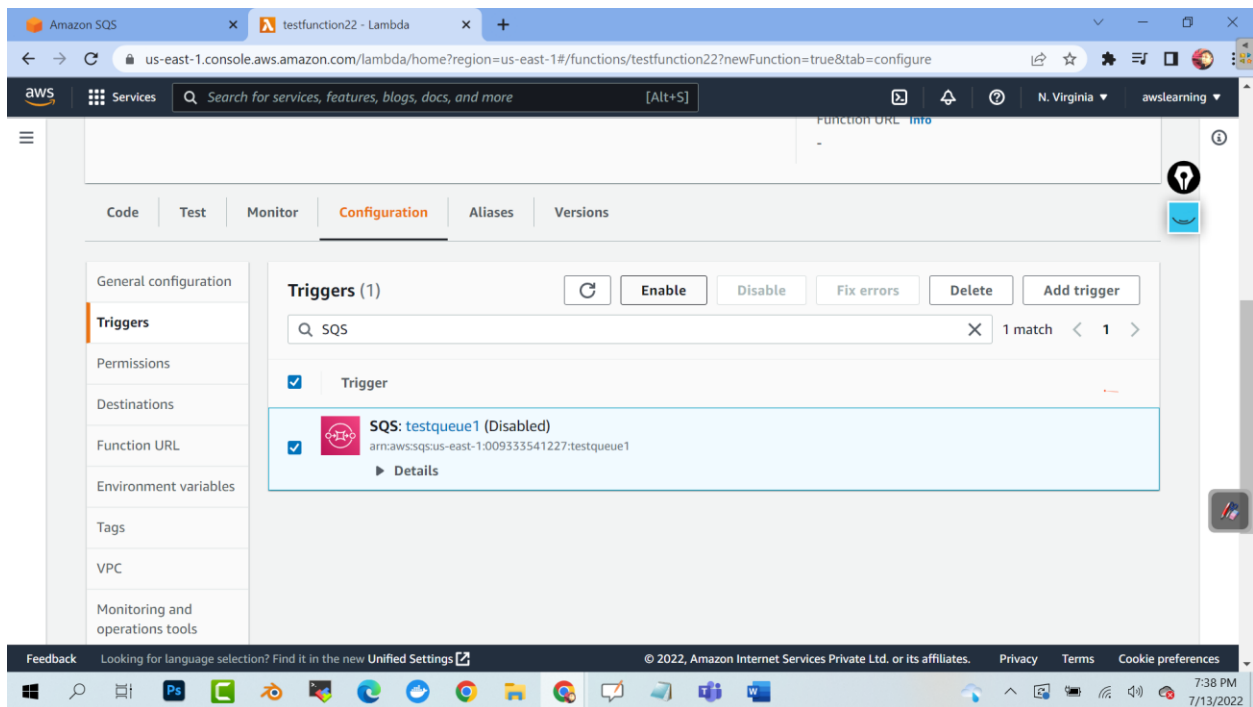 Amazon SQS
testfunction22 - Lambda
us-east-1.console.aws.amazon.com/lambda/home?region=us-east-1#/functions/testfunction22?newFunction=true&tab=configure
aws Services Search for services, features, blogs, docs, and more [Alt+S] N. Virginia ▼ awslearning ▼
Function URL Info
-
Code Test Monitor Configuration Aliases Versions
General configuration
Triggers
Permissions
Destinations
Function URL
Environment variables
Tags
VPC
Monitoring and
operations tools
Triggers (1) Enable Disable Fix errors Delete Add trigger
SQS 1 match 1
Trigger
SQS: testqueue1 (Disabled)
arn:aws:sqs:us-east-1:009333541227:testqueue1
Details
Feedback Looking for language selection? Find it in the new Unified Settings © 2022, Amazon Internet Services Private Ltd. or its affiliates. Privacy Terms Cookie preferences
Ps
7:38 PM
7/13/2022